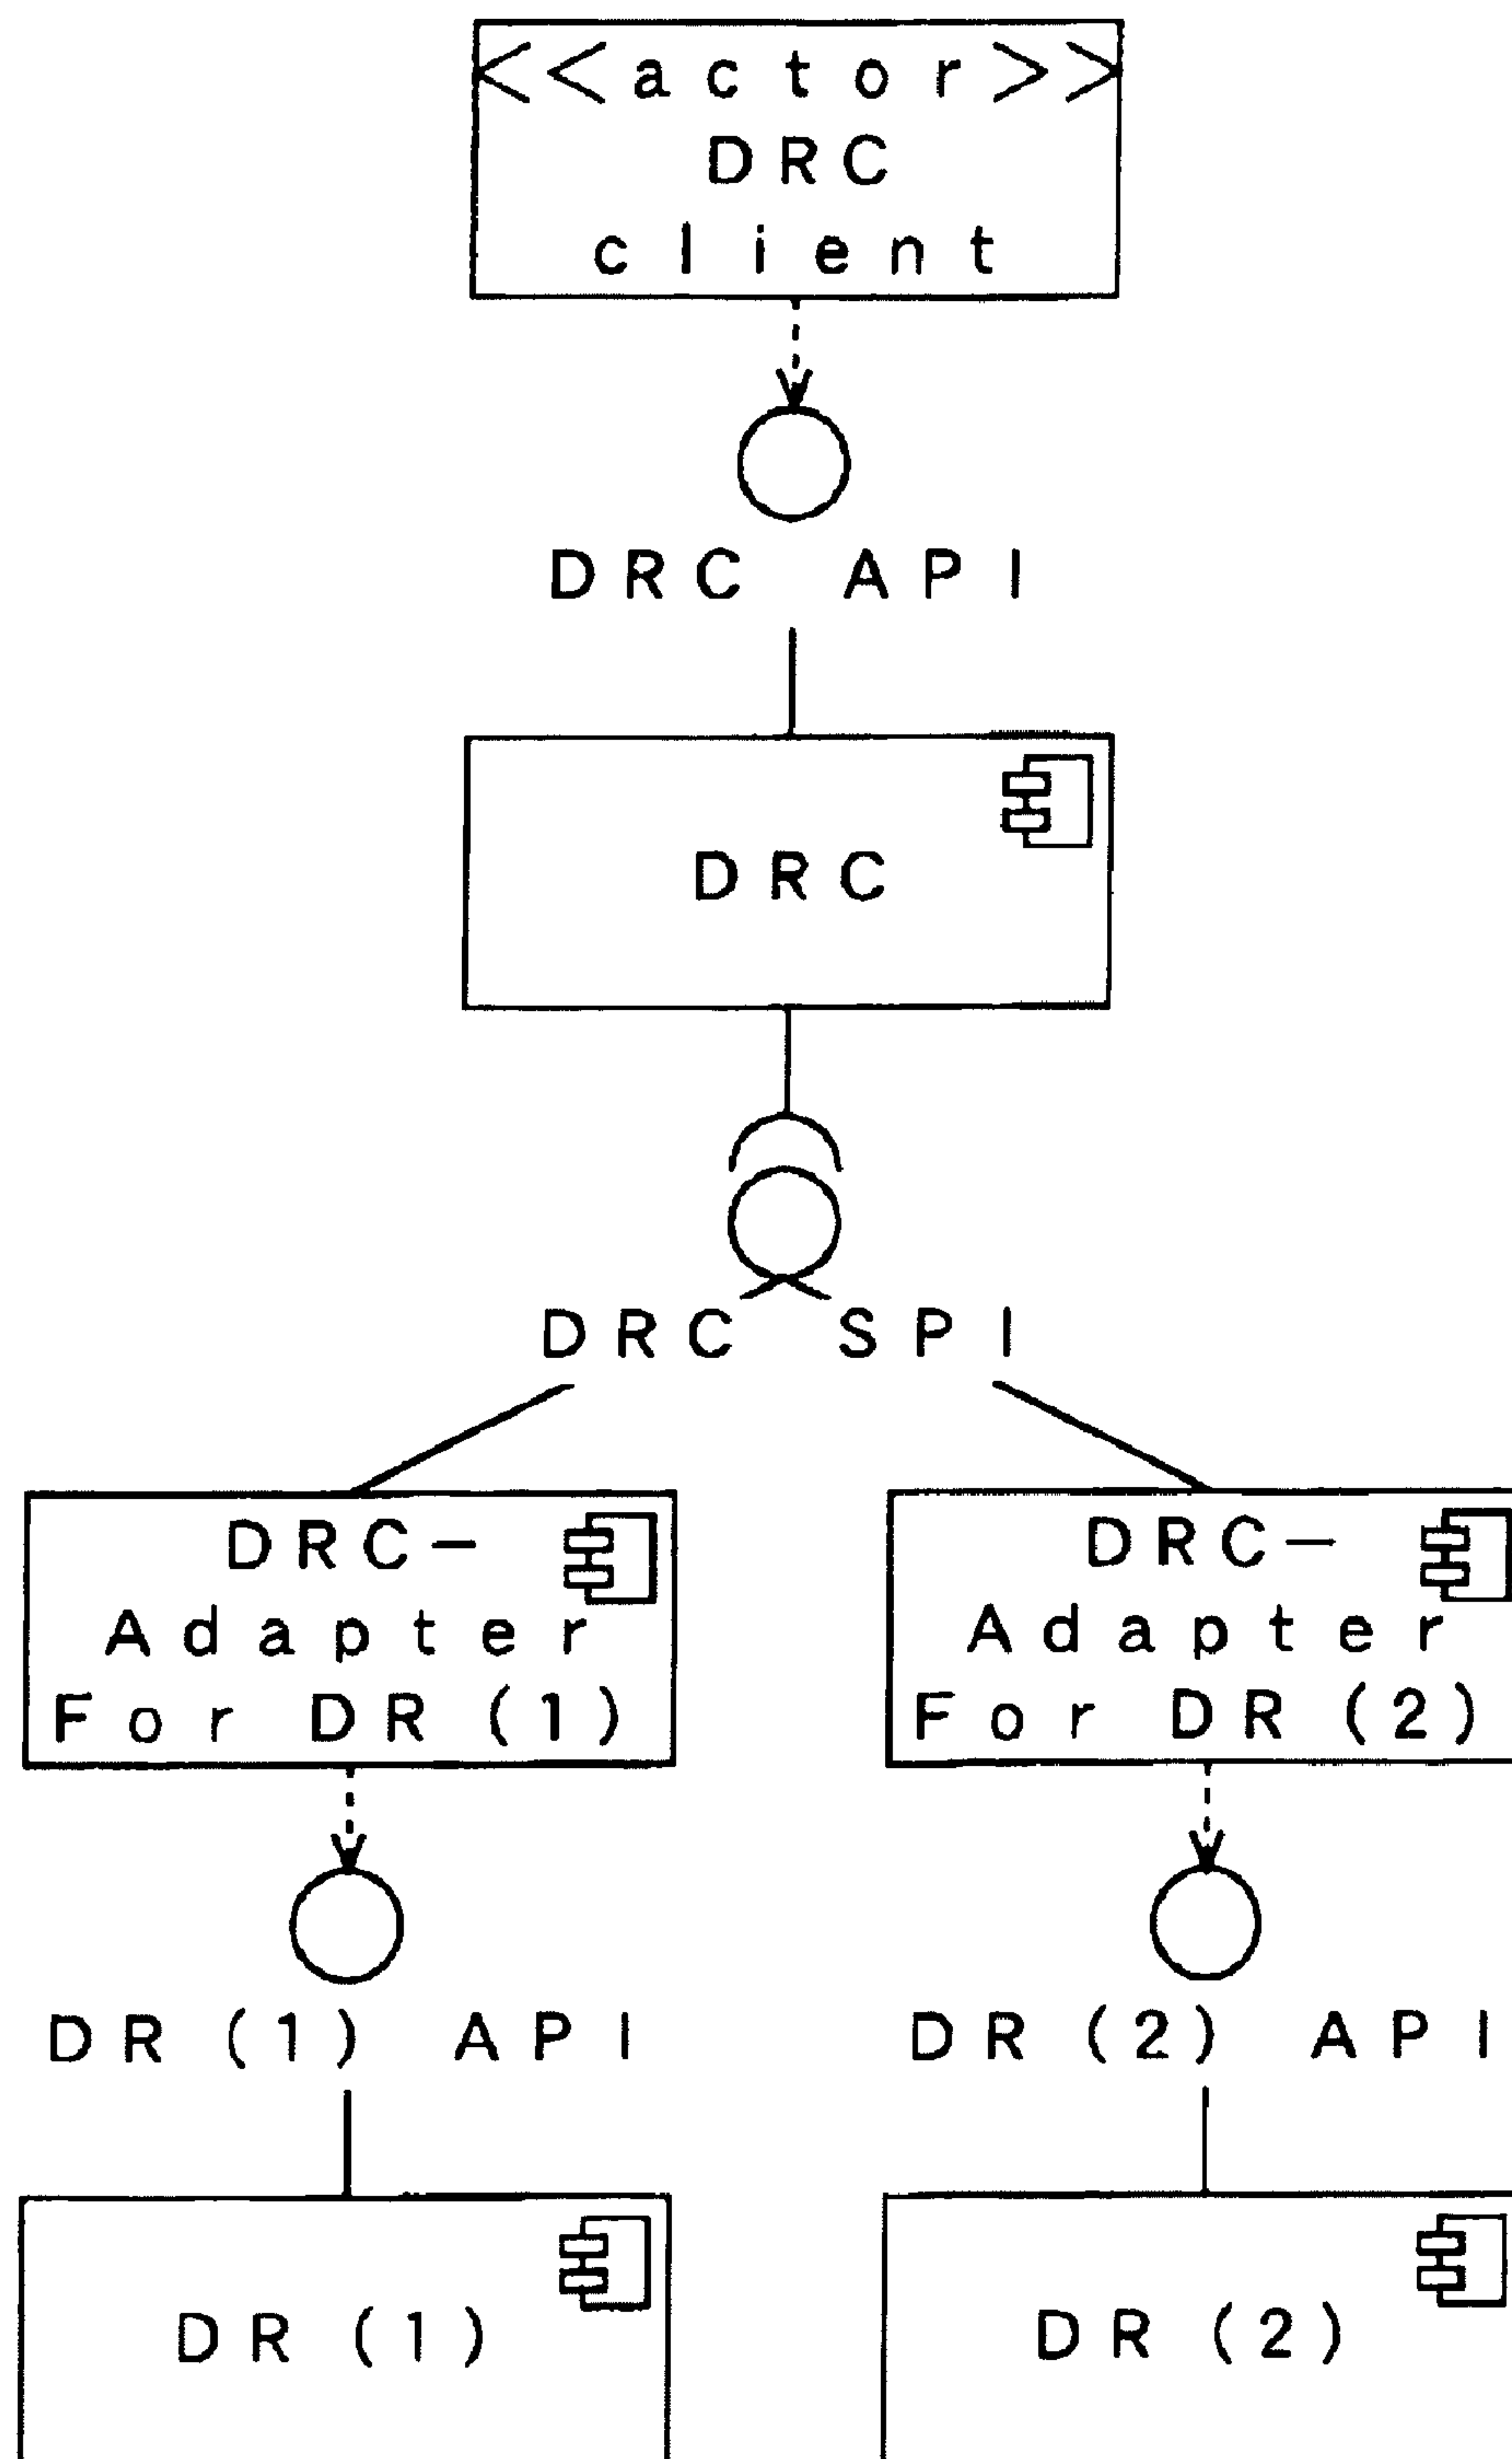 <<actor>>
DRC
client
DRC API
DRC
DRC SPI
DRC-
Adapter
For DR(1)
DRC-
Adapter
For DR(2)
DR(1) API
DR(2) API
DR(1)
DR(2)